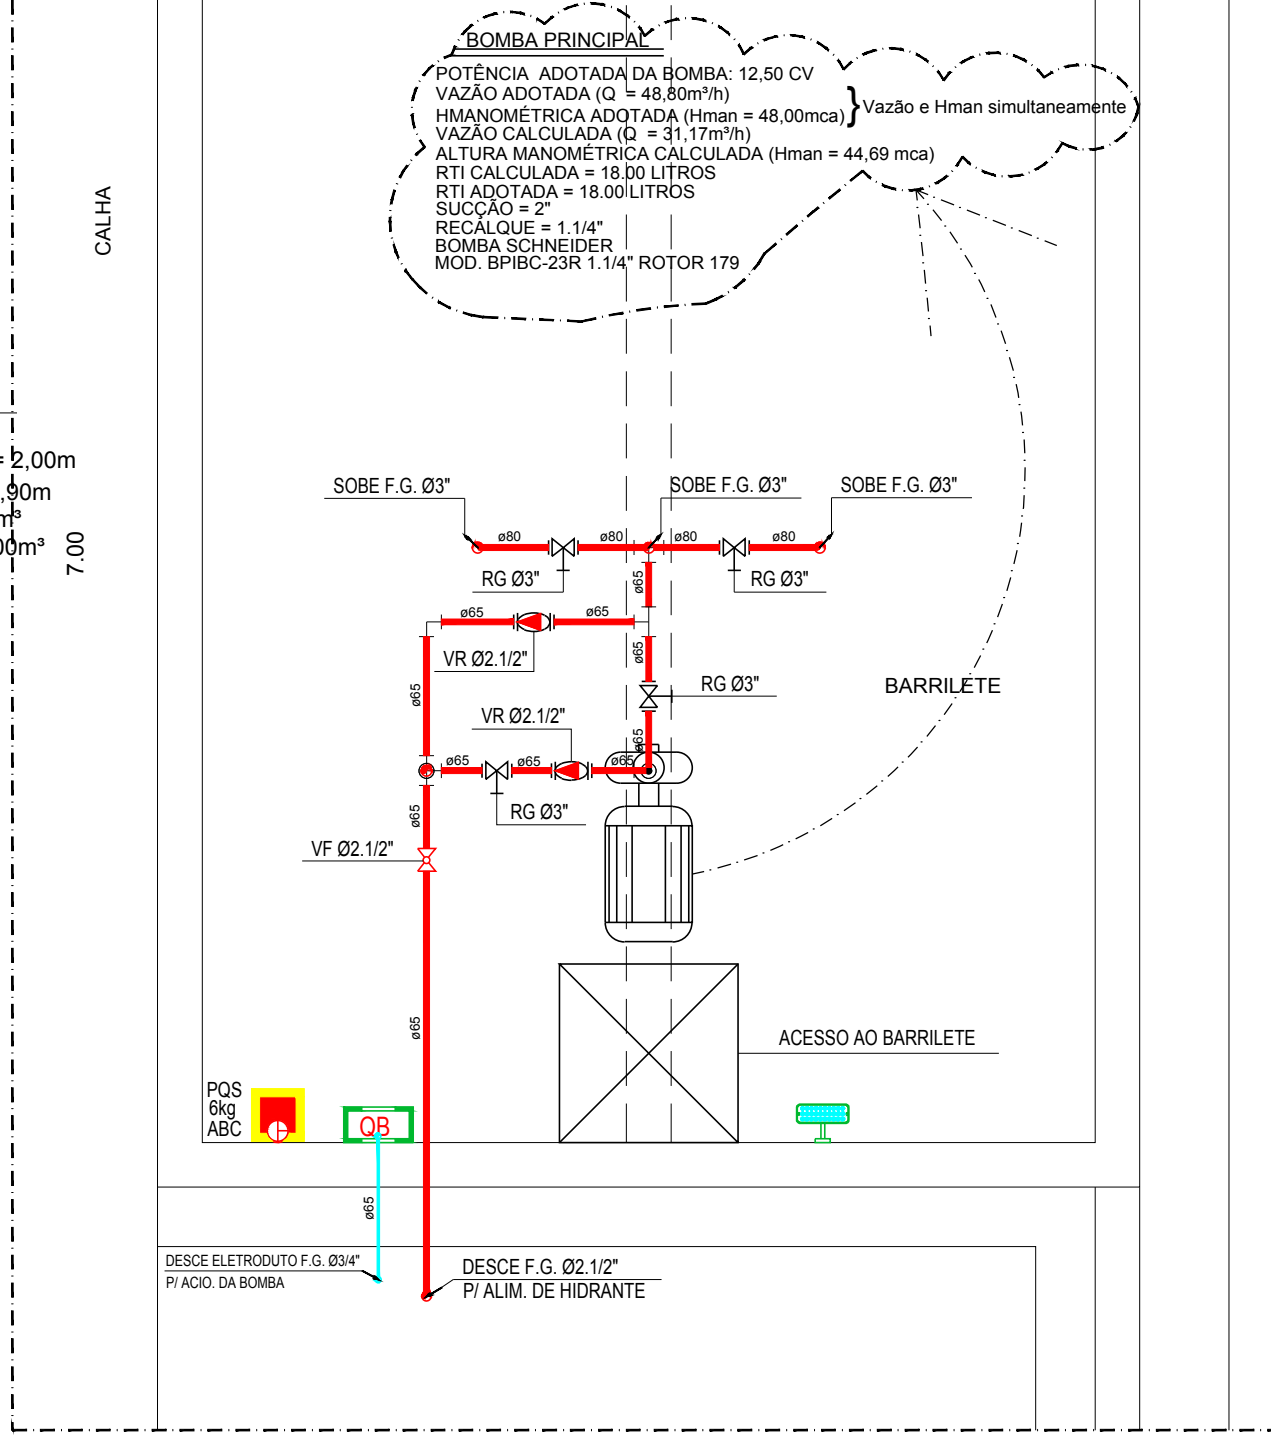 BOMBA PRINCIPAL
POTÊNCIA ADOTADA DA BOMBA: 12,50 CV
VAZÃO ADOTADA (Q = 48,80m³/h)
HMANOMÉTRICA ADOTADA (Hman = 48,00mca)
Vazão e Hman simultaneamente
VAZÃO CALCULADA (Q = 31,17m³/h)
ALTURA MANOMÉTRICA CALCULADA (Hman = 44,69 mca)
RTI CALCULADA = 18.00 LITROS
RTI ADOTADA = 18.00 LITROS
SUCÇÃO = 2"
RECALQUE = 1.1/4"
BOMBA SCHNEIDER
MOD. BPIBC-23R 1.1/4" ROTOR 179
CALHA
= 2,00m
,90m
m³
00m³
7.00
SOBE F.G. Ø3"
SOBE F.G. Ø3"
SOBE F.G. Ø3"
ø80
ø80
ø80
ø80
RG Ø3"
RG Ø3"
ø65
ø65
ø65
VR Ø2.1/2"
ø65
RG Ø3"
BARRILETE
ø65
VR Ø2.1/2"
ø65
ø65
ø65
ø65
RG Ø3"
ø65
VF Ø2.1/2"
ø65
ACESSO AO BARRILETE
PQS
6kg
ABC
QB
ø65
DESCE ELETRODUTO F.G. Ø3/4"
P/ ACIO. DA BOMBA
DESCE F.G. Ø2.1/2"
P/ ALIM. DE HIDRANTE